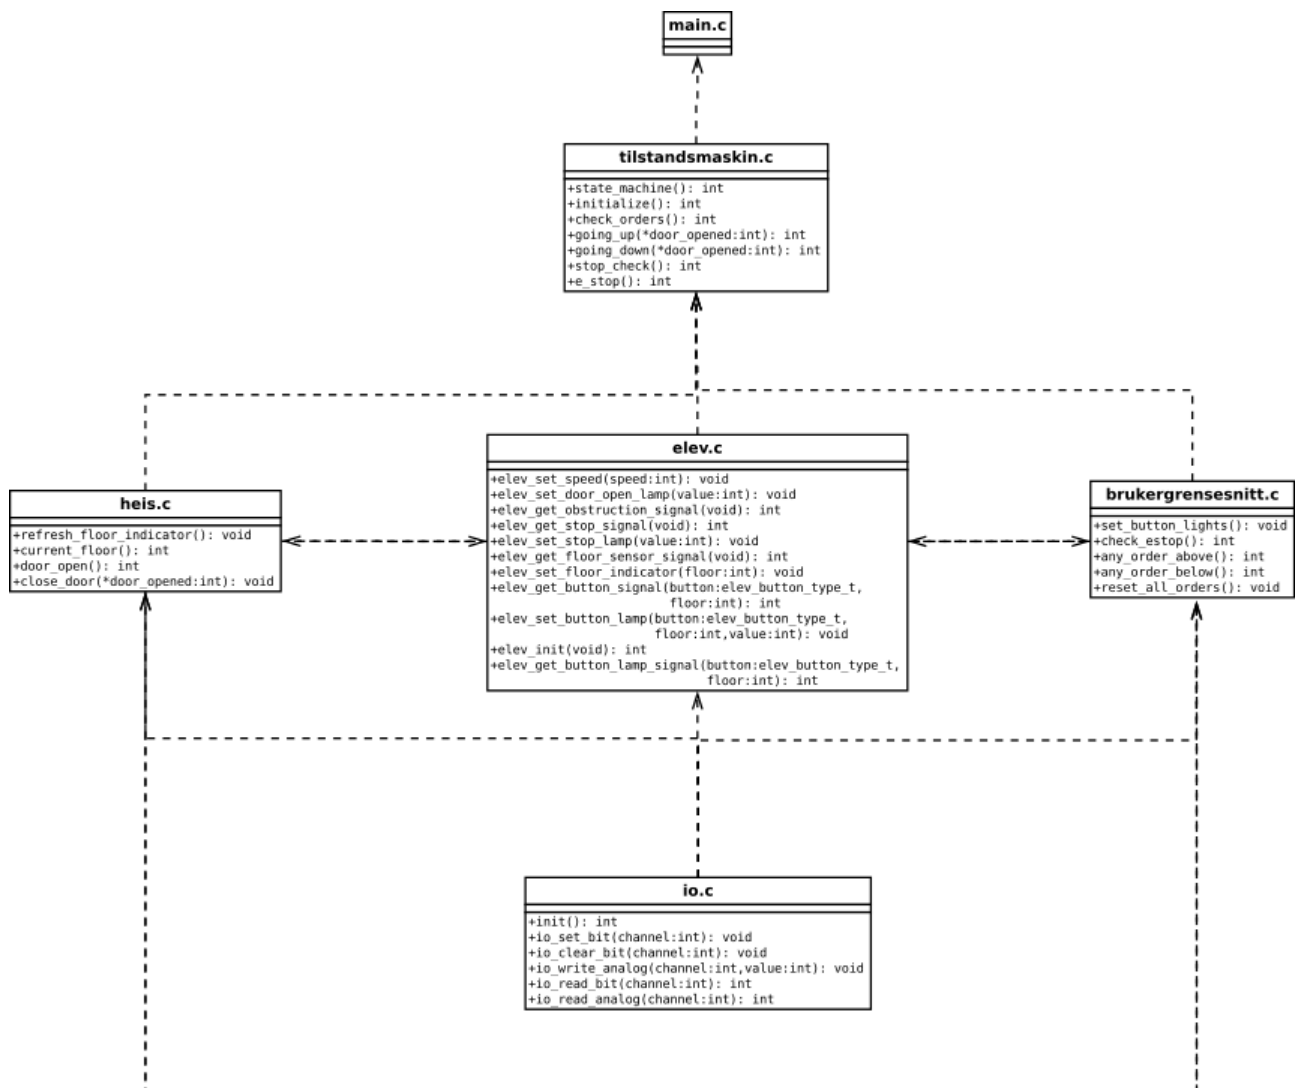 main.c
tilstandsmaskin.c
+state_machine(): int
+initialize(): int
+check_orders(): int
+going_up(*door_opened:int): int
+going_down(*door_opened:int): int
+stop_check(): int
+e_stop(): int
elev.c
+elev_set_speed(speed:int): void
+elev_set_door_open_lamp(value:int): void
+elev_get_obstruction_signal(void): int
+elev_get_stop_signal(void): int
+elev_set_stop_lamp(value:int): void
+elev_get_floor_sensor_signal(void): int
+elev_set_floor_indicator(floor:int): void
+elev_get_button_signal(button:elev_button_type_t,
floor:int): int
+elev_set_button_lamp(button:elev_button_type_t,
floor:int,value:int): void
+elev_init(void): int
+elev_get_button_lamp_signal(button:elev_button_type_t,
floor:int): int
heis.c
+refresh_floor_indicator(): void
+current_floor(): int
+door_open(): int
+close_door(*door_opened:int): void
brukergrensesnitt.c
+set_button_lights(): void
+check_estop(): int
+any_order_above(): int
+any_order_below(): int
+reset_all_orders(): void
io.c
+init(): int
+io_set_bit(channel:int): void
+io_clear_bit(channel:int): void
+io_write_analog(channel:int,value:int): void
+io_read_bit(channel:int): int
+io_read_analog(channel:int): int